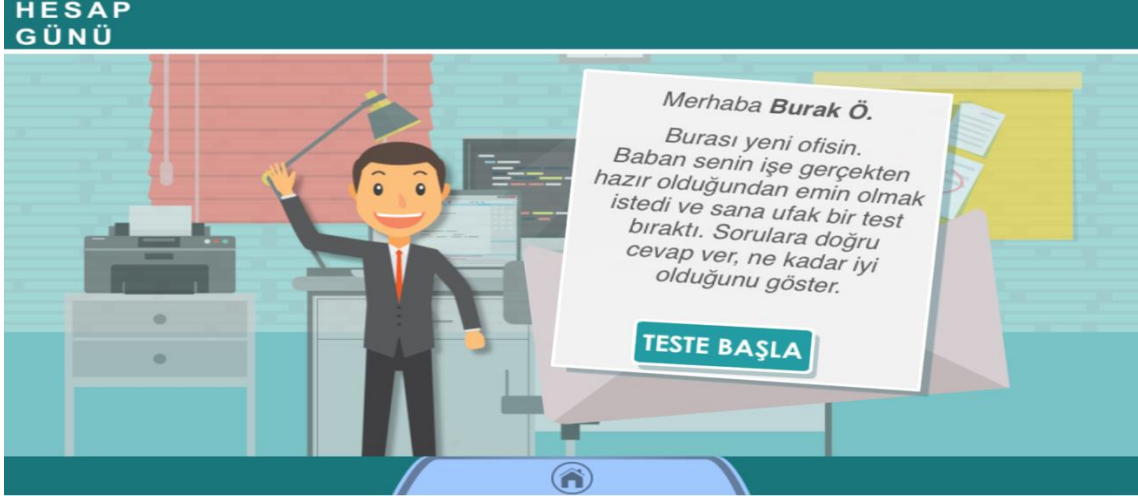 HESAP
GÜNÜ
Merhaba Burak Ö.
Burası yeni ofisin.
Baban senin işe gerçekten
hazır olduğundan emin olmak
istedi ve sana ufak bir test
bıraktı. Sorulara doğru
cevap ver, ne kadar iyi
olduğunu göster.
TESTE BAŞLA